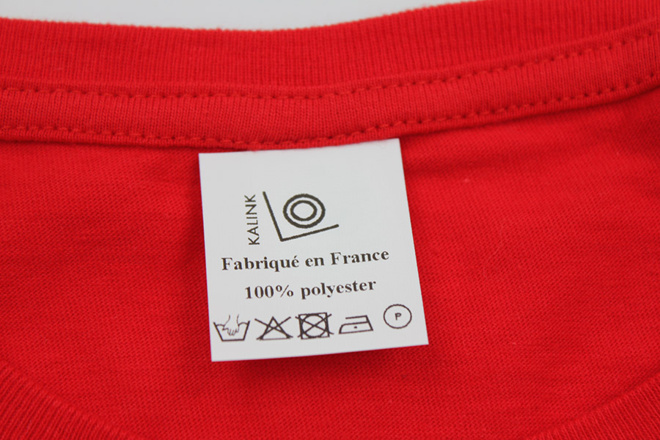 KALINK
Fabriqué en France
100% polyester
P